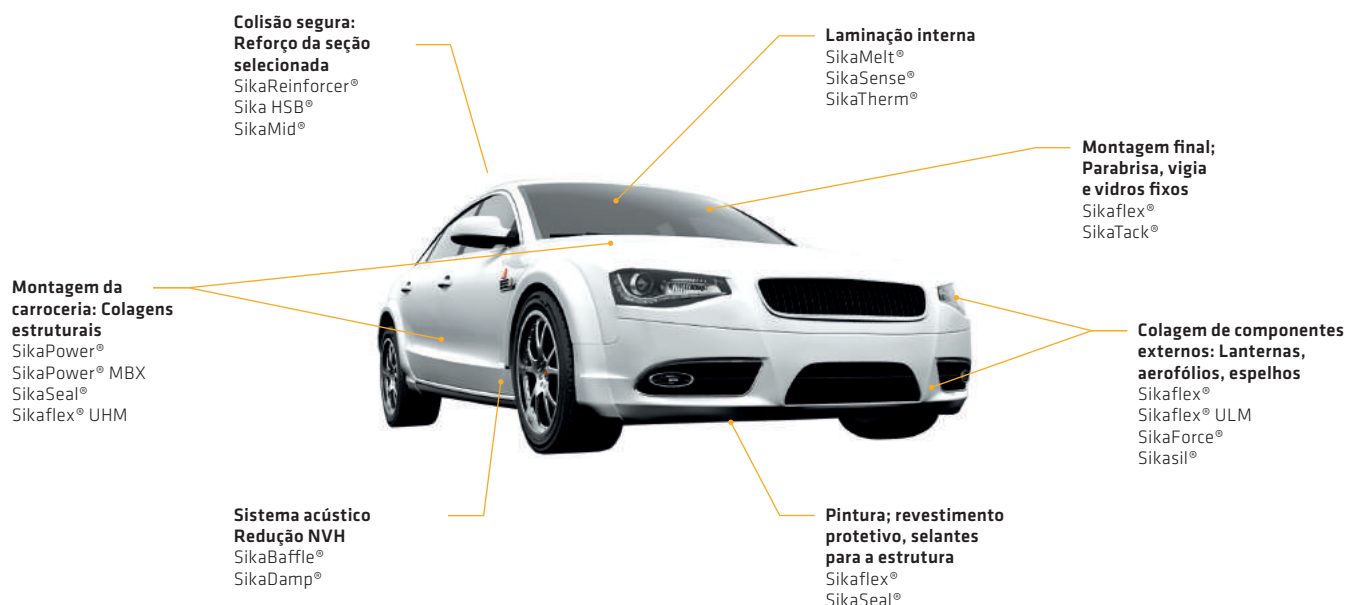 Colisão segura:
Reforço da seção
selecionada
SikaReinforcer®
Sika HSB®
SikaMid®
Laminação interna
SikaMelt®
SikaSense®
SikaTherm®
Montagem final;
Parabrisa, vigia
e vidros fixos
Sikaflex®
SikaTack®
Montagem da
carroceria: Colagens
estruturais
SikaPower®
SikaPower® MBX
SikaSeal®
Sikaflex® UHM
Colagem de componentes
externos: Lanternas,
aerofólios, espelhos
Sikaflex®
Sikaflex® ULM
SikaForce®
Sikasil®
Sistema acústico
Redução NVH
SikaBaffle®
SikaDamp®
Pintura; revestimento
protetivo, selantes
para a estrutura
Sikaflex®
SikaSeal®